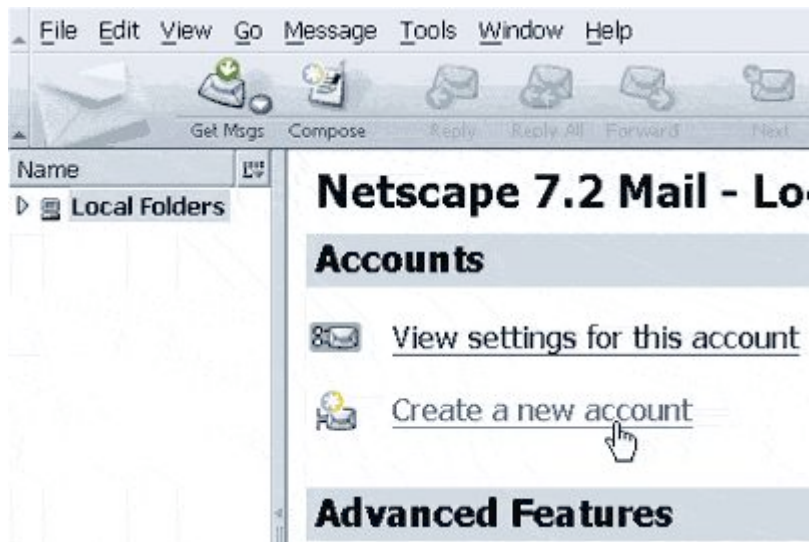 File Edit View Go Message Tools Window Help
Get Msgs Compose Reply Reply All Forward Next
Name
Local Folders
Netscape 7.2 Mail - Lo
Accounts
View settings for this account
Create a new account
Advanced Features